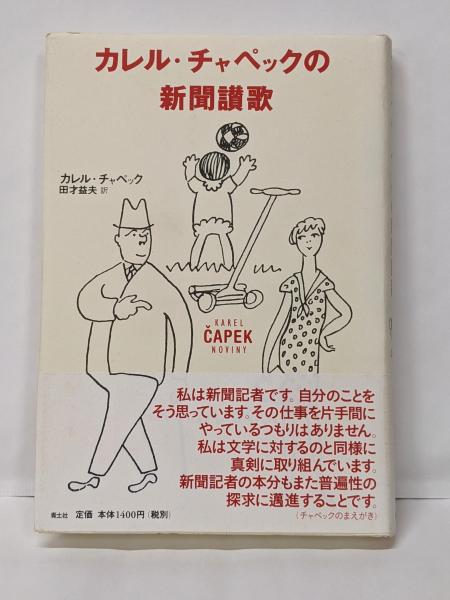 カレル・チャペックの
新聞讃歌
カレル・チャペック
田才益夫 訳
KAREL
ČAPEK
NOVINY
私は新聞記者です。自分のことを
そう思っています。その仕事を片手間に
やっているつもりはありません。
私は文学に対するのと同様に
真剣に取り組んでいます。
新聞記者の本分もまた普遍性の
探求に邁進することです。
(チャペックのまえがき)
青土社 定価 本体1400円(税別)